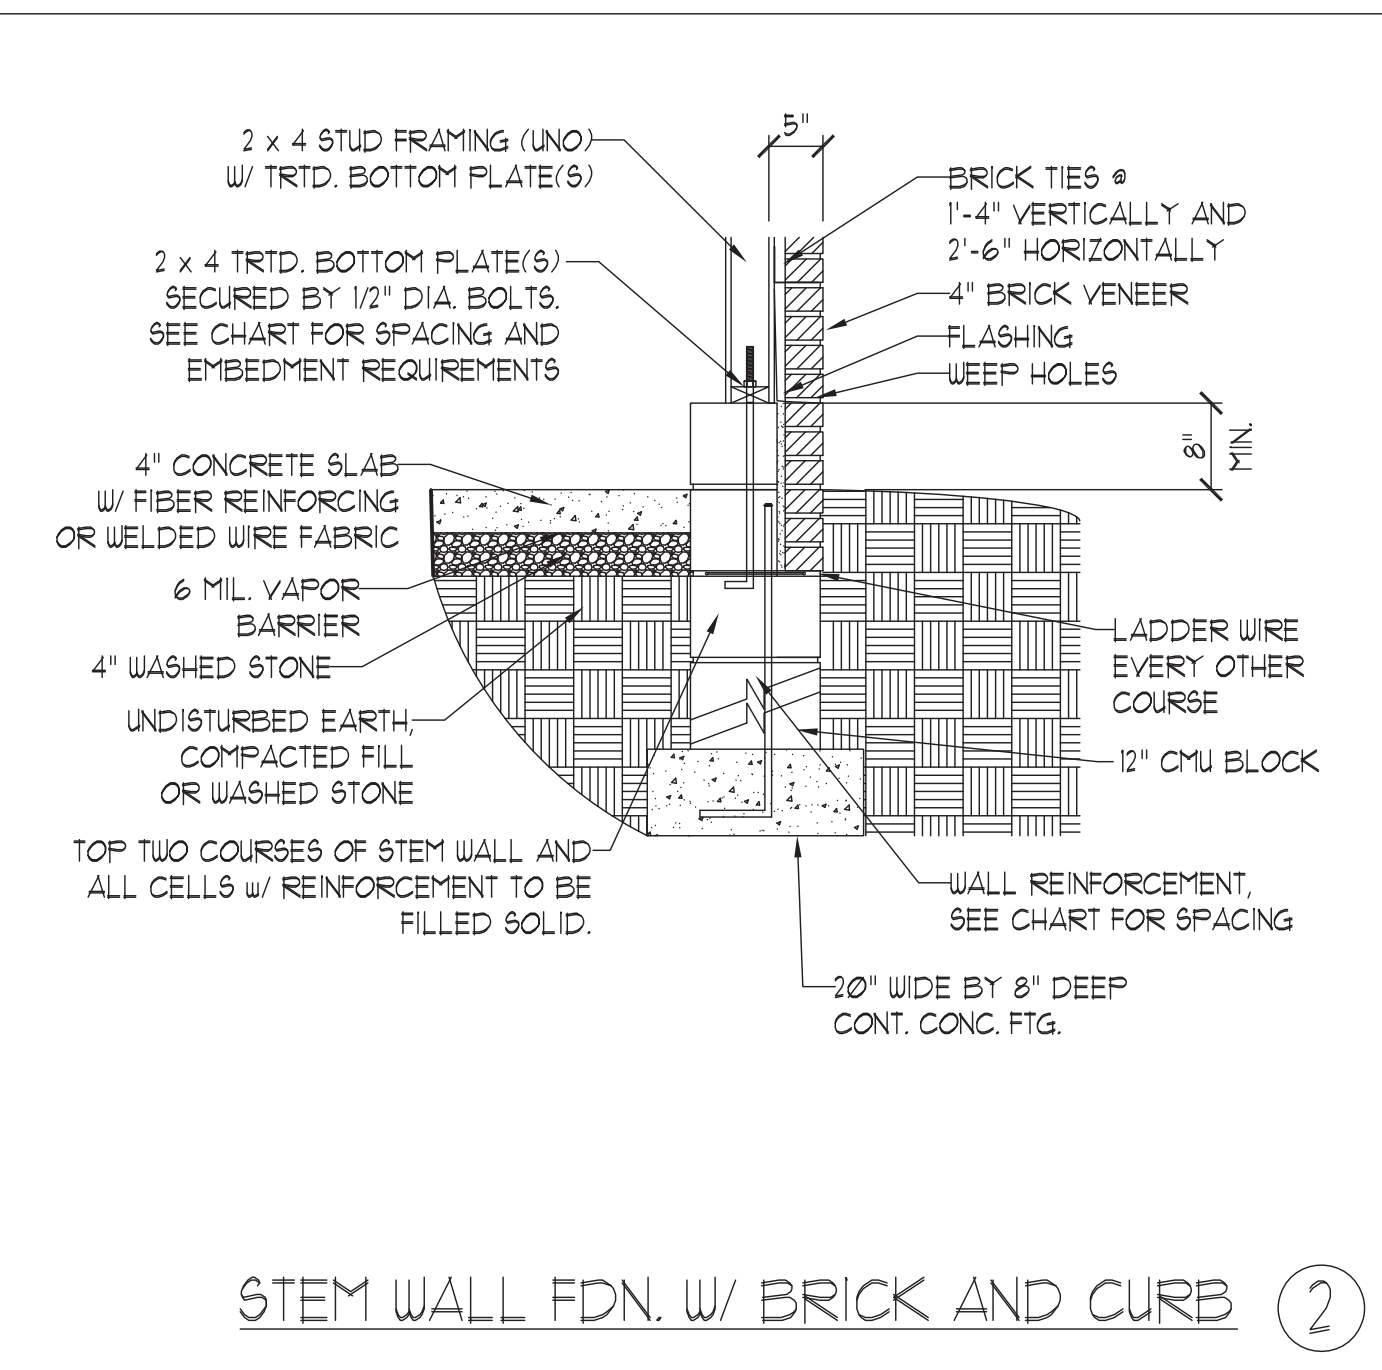 2 x 4 STUD FRAMING (UNO)
W/ TRTD. BOTTOM PLATE(S)
5"
BRICK TIES @
1'-4" VERTICALLY AND
2'-6" HORIZONTALLY
2 x 4 TRTD. BOTTOM PLATE(S)
SECURED BY 1/2" DIA. BOLTS.
SEE CHART FOR SPACING AND
EMBEDMENT REQUIREMENTS
4" BRICK VENEER
FLASHING
WEEP HOLES
8"
MIN.
4" CONCRETE SLAB
W/ FIBER REINFORCING
OR WELDED WIRE FABRIC
6 MIL. VAPOR
BARRIER
4" WASHED STONE
UNDISTURBED EARTH,
COMPACTED FILL
OR WASHED STONE
LADDER WIRE
EVERY OTHER
COURSE
12" CMU BLOCK
TOP TWO COURSES OF STEM WALL AND
ALL CELLS w/ REINFORCEMENT TO BE
FILLED SOLID.
WALL REINFORCEMENT,
SEE CHART FOR SPACING
20" WIDE BY 8" DEEP
CONT. CONC. FTG.
STEM WALL FDN. W/ BRICK AND CURB
2